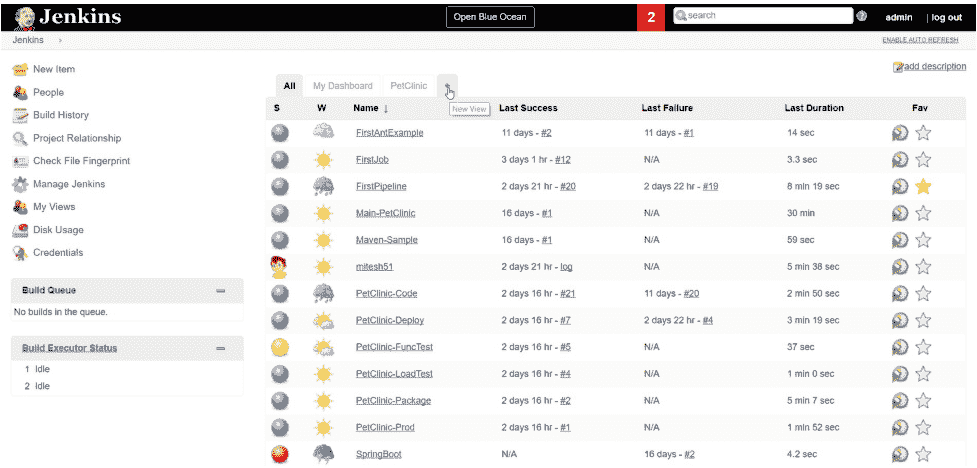 Jenkins
Open Blue Ocean
2
search
admin | log out
Jenkins ›
ENABLE AUTO REFRESH
New Item
People
Build History
Project Relationship
Check File Fingerprint
Manage Jenkins
My Views
Disk Usage
Credentials
Build Queue
No builds in the queue.
Build Executor Status
1 Idle
2 Idle
add description
All My Dashboard PetClinic +
New View
S W Name ↓ Last Success Last Failure Last Duration Fav
FirstAntExample 11 days - #2 11 days - #1 14 sec
FirstJob 3 days 1 hr - #12 N/A 3.3 sec
FirstPipeline 2 days 21 hr - #20 2 days 22 hr - #19 8 min 19 sec
Main-PetClinic 16 days - #1 N/A 30 min
Maven-Sample 16 days - #1 N/A 59 sec
mitesh51 2 days 21 hr - log N/A 5 min 38 sec
PetClinic-Code 2 days 16 hr - #21 11 days - #20 2 min 50 sec
PetClinic-Deploy 2 days 16 hr - #7 2 days 22 hr - #4 3 min 19 sec
PetClinic-FuncTest 2 days 16 hr - #5 N/A 37 sec
PetClinic-LoadTest 2 days 16 hr - #4 N/A 1 min 0 sec
PetClinic-Package 2 days 16 hr - #2 N/A 5 min 7 sec
PetClinic-Prod 2 days 16 hr - #1 N/A 1 min 52 sec
SpringBoot N/A 16 days - #2 4.2 sec